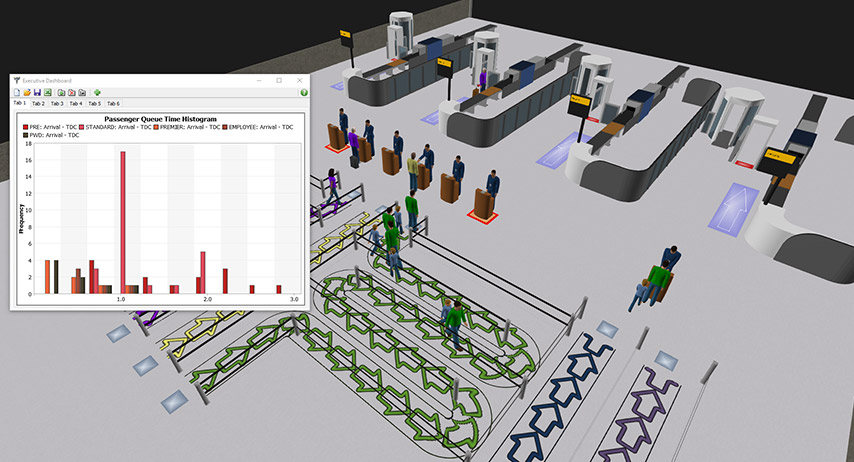 Executive Dashboard
Tab 1 Tab 2 Tab 3 Tab 4 Tab 5 Tab 6
Passenger Queue Time Histogram
PRE: Arrival - TDC STANDARD: Arrival - TDC PREMIER: Arrival - TDC EMPLOYEE: Arrival - TDC
PWD: Arrival - TDC
18
16
14
12
10
8
6
4
2
0
Frequency
1.0 2.0 3.0